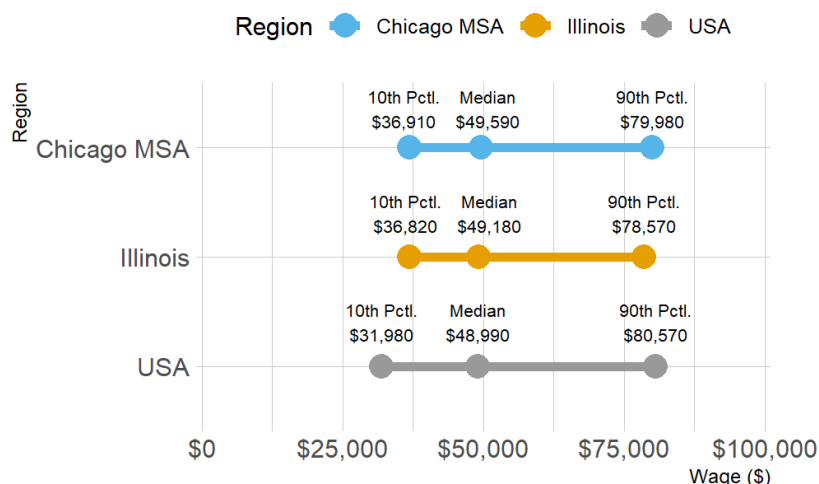 Region Chicago MSA Illinois USA
Region
10th Pctl. Median 90th Pctl.
$36,910 $49,590 $79,980
Chicago MSA
10th Pctl. Median 90th Pctl.
$36,820 $49,180 $78,570
Illinois
10th Pctl. Median 90th Pctl.
$31,980 $48,990 $80,570
USA
$0 $25,000 $50,000 $75,000 $100,000
Wage ($)